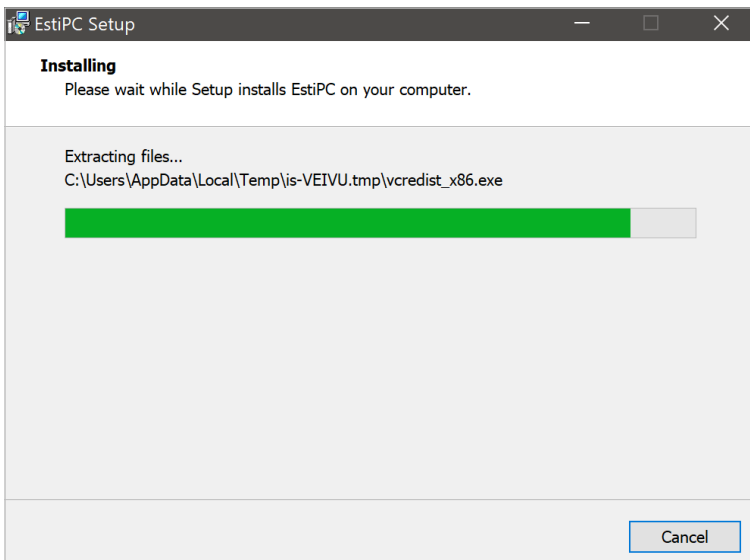 EstiPC Setup
Installing
Please wait while Setup installs EstiPC on your computer.
Extracting files...
C:\Users\AppData\Local\Temp\is-VEIVU.tmp\vcredist_x86.exe
Cancel